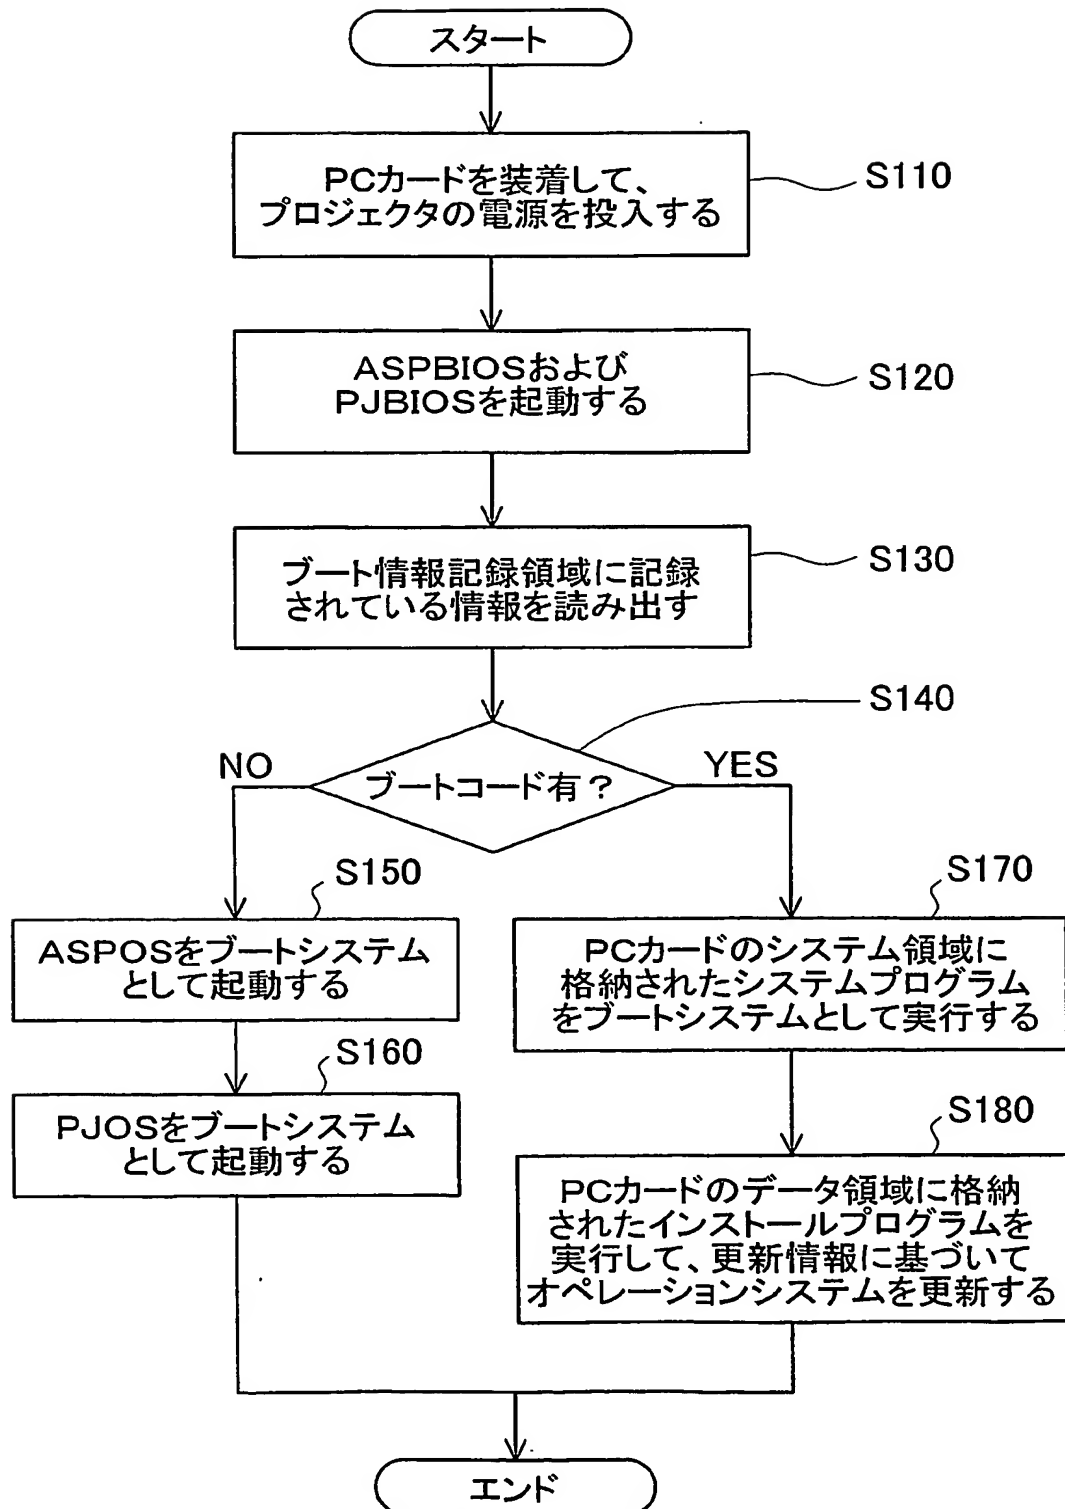 スタート
PCカードを装着して、
プロジェクタの電源を投入する
S110
ASPBIOSおよび
PJBIOSを起動する
S120
ブート情報記録領域に記録
されている情報を読み出す
S130
S140
NO
ブートコード有？
YES
S150
ASPOSをブートシステム
として起動する
S160
PJOSをブートシステム
として起動する
S170
PCカードのシステム領域に
格納されたシステムプログラム
をブートシステムとして実行する
S180
PCカードのデータ領域に格納
されたインストールプログラムを
実行して、更新情報に基づいて
オペレーションシステムを更新する
エンド